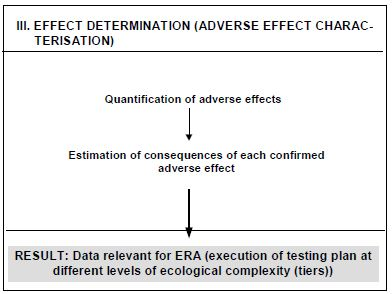 III. EFFECT DETERMINATION (ADVERSE EFFECT CHARAC-
TERISATION)
Quantification of adverse effects
Estimation of consequences of each confirmed
adverse effect
RESULT: Data relevant for ERA (execution of testing plan at
different levels of ecological complexity (tiers))